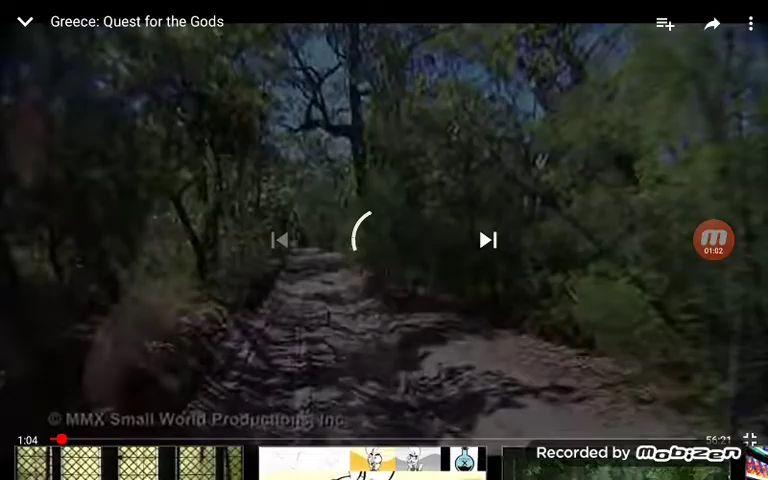 Greece: Quest for the Gods
01:02
© MMX Small World Productions, Inc
1:04
56:21
Recorded by mobizen